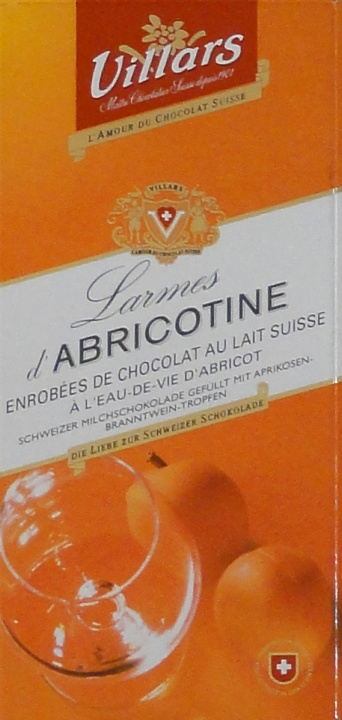 Villars
Maître Chocolatier Suisse depuis 1901
L'AMOUR DU CHOCOLAT SUISSE
VILLARS
Larmes
d'ABRICOTINE
ENROBÉES DE CHOCOLAT AU LAIT SUISSE
À L'EAU-DE-VIE D'ABRICOT
SCHWEIZER MILCHSCHOKOLADE GEFÜLLT MIT APRIKOSEN-
BRANNTWEIN-TROPFEN
DIE LIEBE ZUR SCHWEIZER SCHOKOLADE